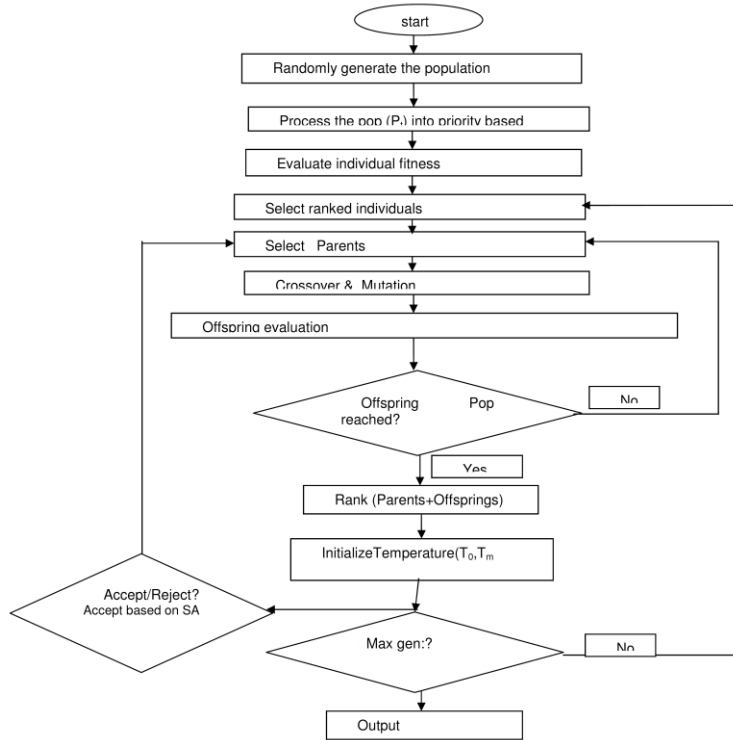 start
Randomly generate the population
Process the pop (Pt) into priority based
Evaluate individual fitness
Select ranked individuals
Select Parents
Crossover & Mutation
Offspring evaluation
Offspring Pop
reached?
No
Yes
Rank (Parents+Offsprings)
InitializeTemperature(T0,Tm
Accept/Reject?
Accept based on SA
Max gen:?
No
Output